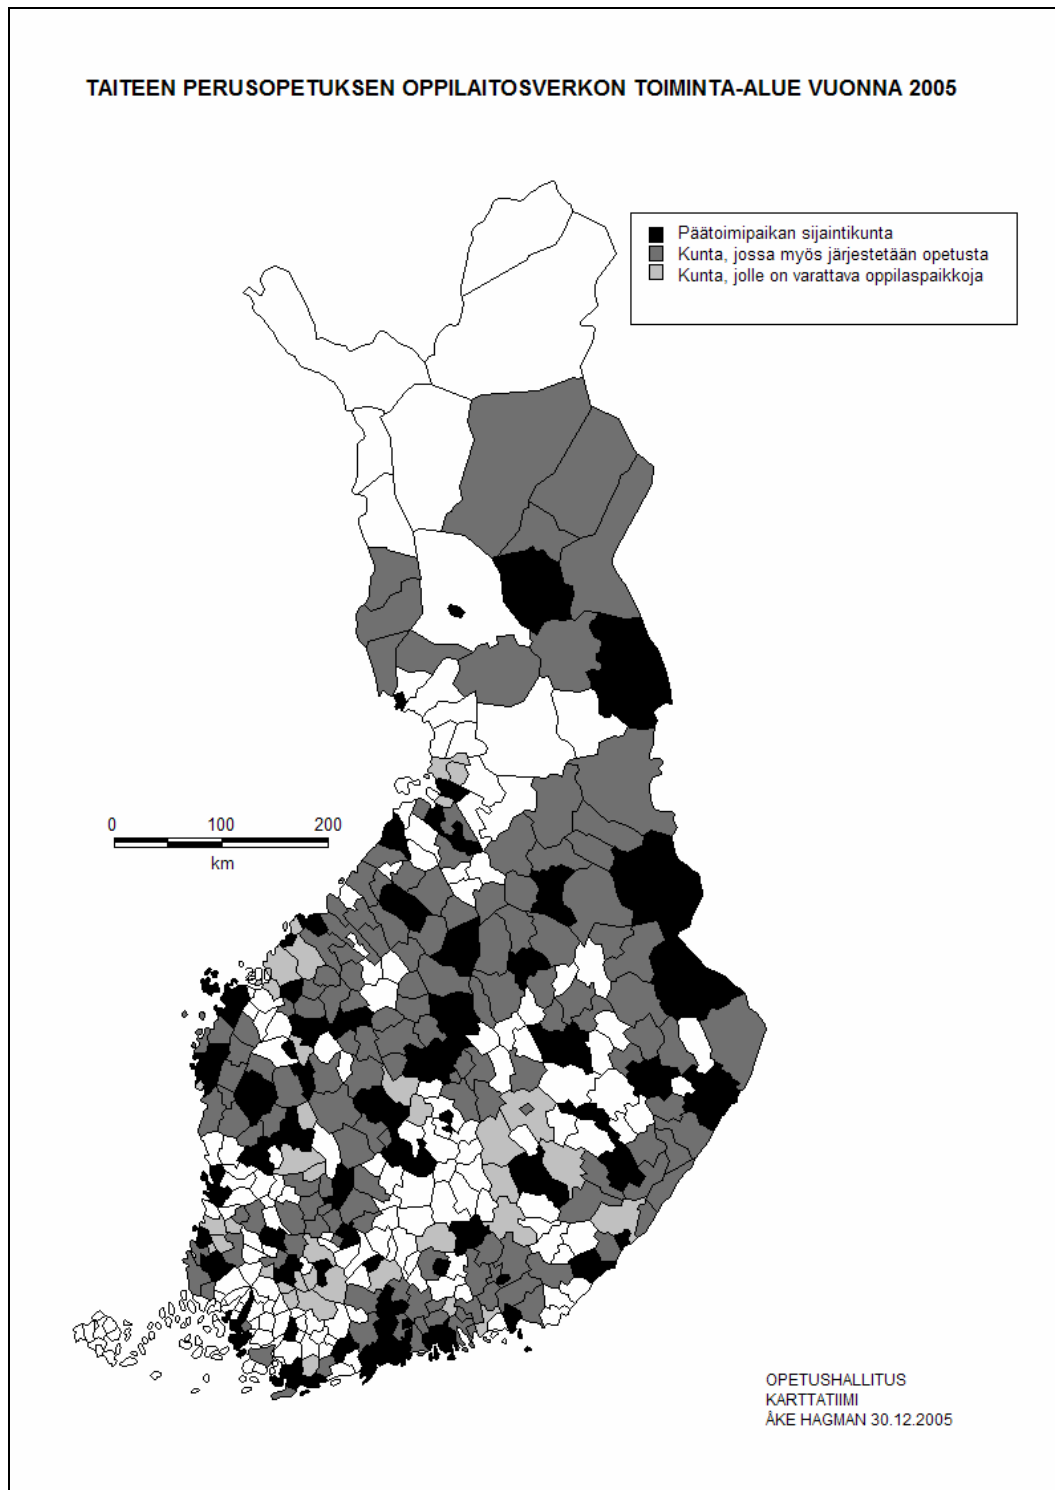 TAITEEN PERUSOPETUKSEN OPPILAITOSVERKON TOIMINTA-ALUE VUONNA 2005
Päätoimipaikan sijaintikunta
Kunta, jossa myös järjestetään opetusta
Kunta, jolle on varattava oppilaspaikkoja
0 100 200
km
200
OPETUSHALLITUS
KARTTATIIMI
ÅKE HAGMAN 30.12.2005